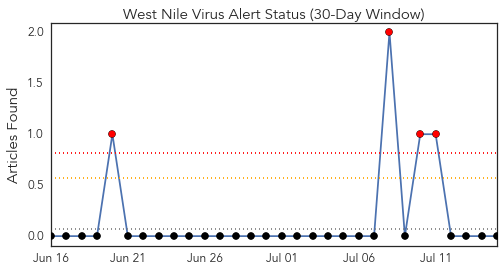 West Nile Virus Alert Status (30-Day Window)
Articles Found
2.0
1.5
1.0
0.5
0.0
Jun 16 Jun 21 Jun 26 Jul 01 Jul 06 Jul 11